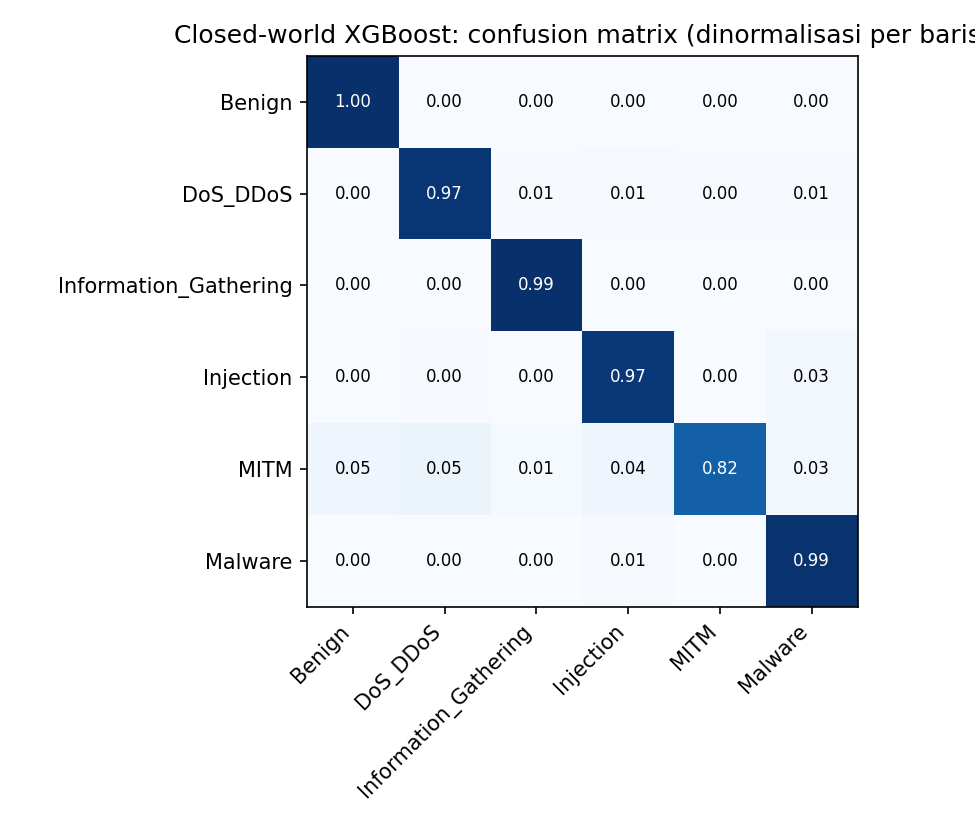 Closed-world XGBoost: confusion matrix (dinormalisasi per baris
Benign 1.00 0.00 0.00 0.00 0.00 0.00
DoS_DDoS 0.00 0.97 0.01 0.01 0.00 0.01
Information_Gathering 0.00 0.00 0.99 0.00 0.00 0.00
Injection 0.00 0.00 0.00 0.97 0.00 0.03
MITM 0.05 0.05 0.01 0.04 0.82 0.03
Malware 0.00 0.00 0.00 0.01 0.00 0.99
Benign
DoS_DDoS
Information_Gathering
Injection
MITM
Malware